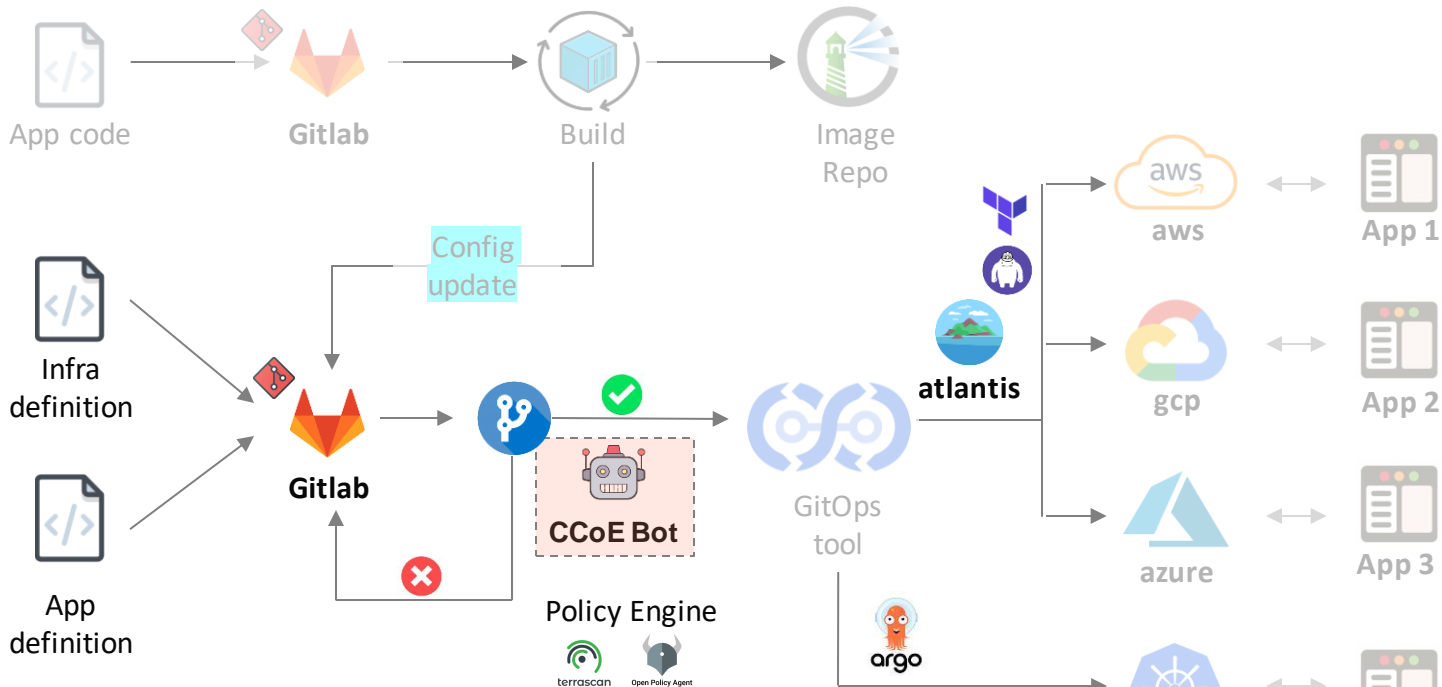 App code
Gitlab
Build
Image
Repo
aws
aws
App 1
Config
update
Infra
definition
atlantis
gcp
App 2
Gitlab
CCoE Bot
GitOps
tool
azure
App 3
App
definition
Policy Engine
terrascan
Open Policy Agent
argo